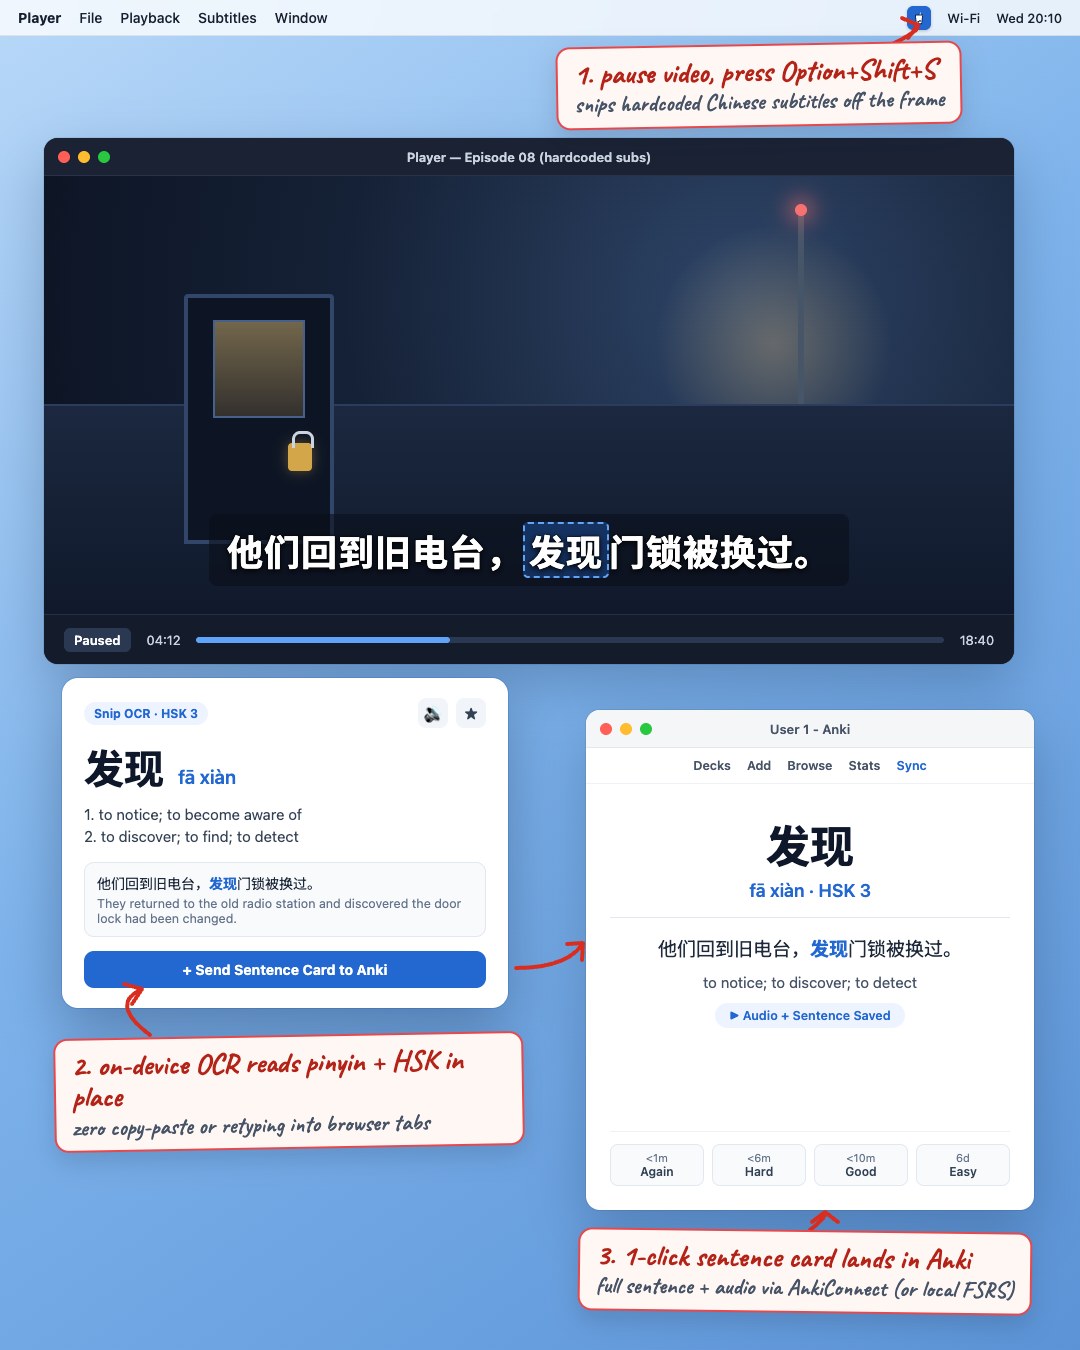 Player File Playback Subtitles Window Wi-Fi Wed 20:10
1. pause video, press Option+Shift+S
snips hardcoded Chinese subtitles off the frame
Player — Episode 08 (hardcoded subs)
他们回到旧电台，发现门锁被换过。
Paused 04:12 18:40
Snip OCR · HSK 3
发现 fā xiàn
1. to notice; to become aware of
2. to discover; to find; to detect
他们回到旧电台，发现门锁被换过。
They returned to the old radio station and discovered the door
lock had been changed.
+ Send Sentence Card to Anki
2. on-device OCR reads pinyin + HSK in
place
zero copy-paste or retyping into browser tabs
User 1 - Anki
Decks Add Browse Stats Sync
发现
fā xiàn · HSK 3
他们回到旧电台，发现门锁被换过。
to notice; to discover; to detect
Audio + Sentence Saved
<1m <6m <10m 6d
Again Hard Good Easy
3. 1-click sentence card lands in Anki
full sentence + audio via AnkiConnect (or local FSRS)